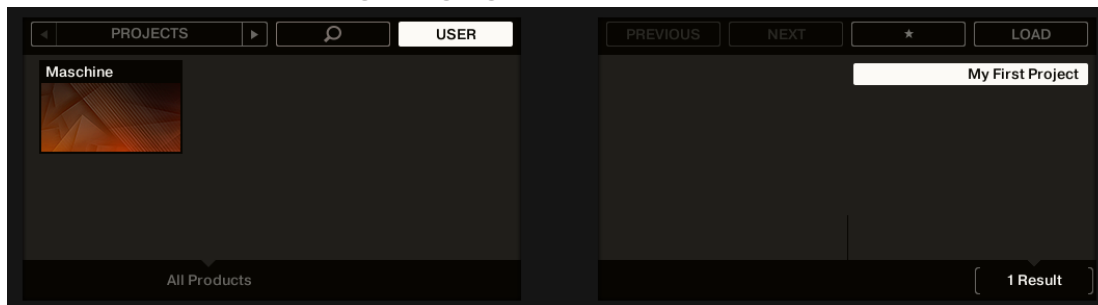 PROJECTS
USER
PREVIOUS
NEXT
LOAD
Maschine
My First Project
All Products
1 Result